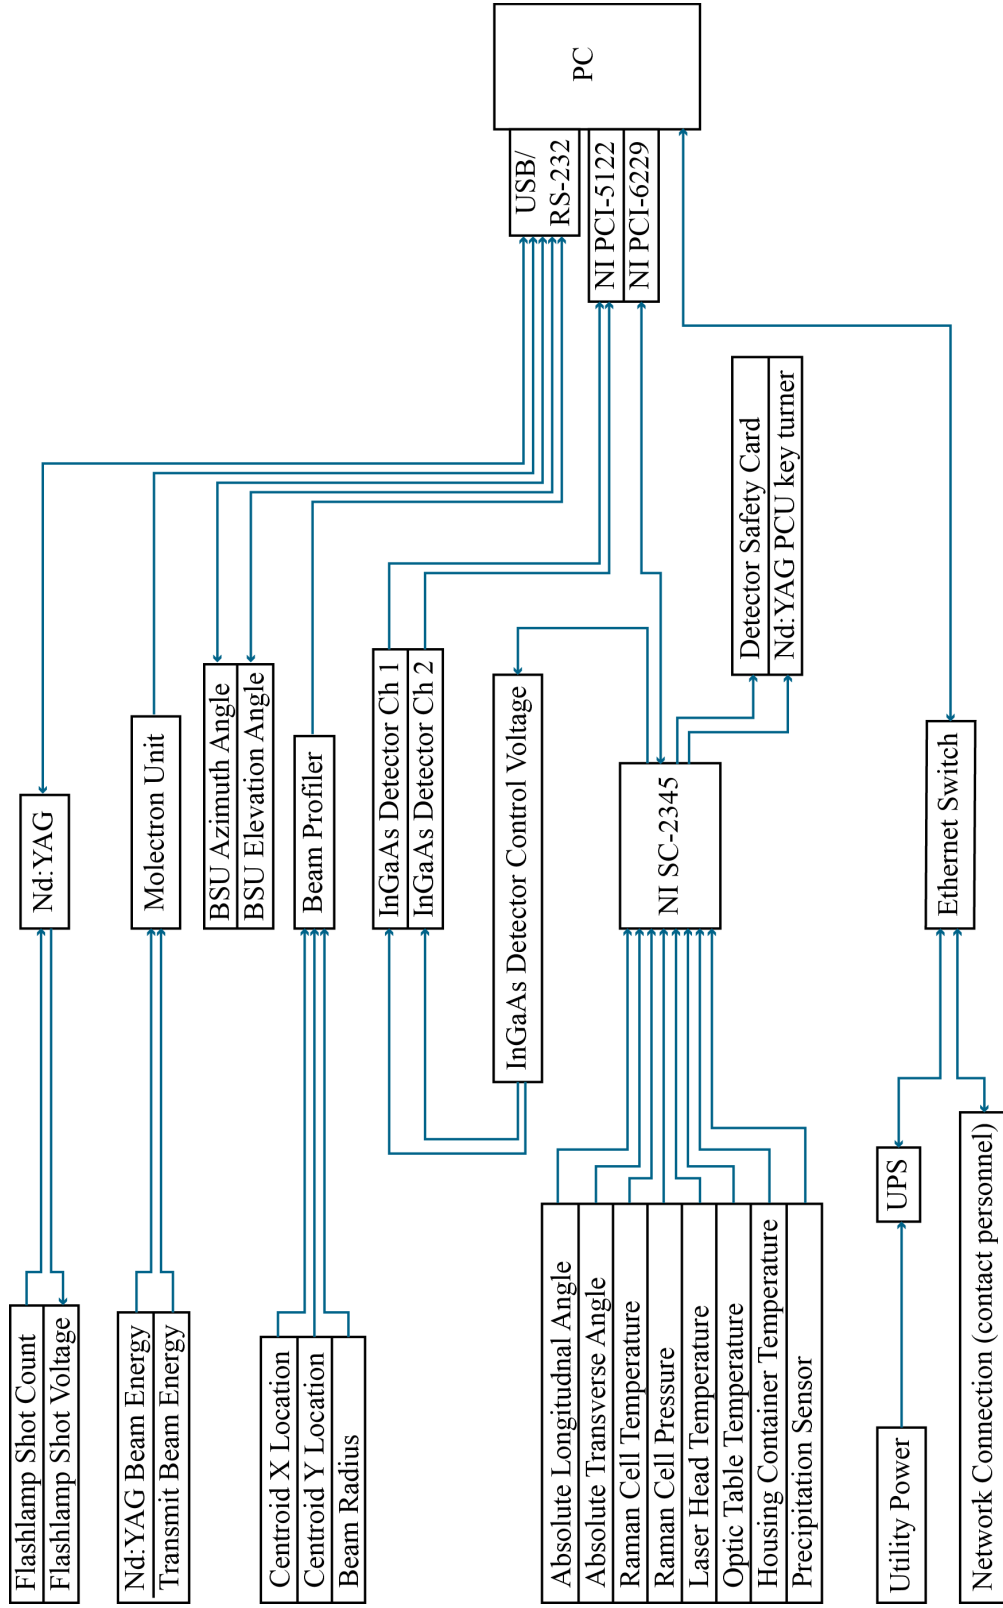 Flashlamp Shot Count
Flashlamp Shot Voltage
Nd:YAG Beam Energy
Transmit Beam Energy
Centroid X Location
Centroid Y Location
Beam Radius
Absolute Longitudnal Angle
Absolute Transverse Angle
Raman Cell Temperature
Raman Cell Pressure
Laser Head Temperature
Optic Table Temperature
Housing Container Temperature
Precipitation Sensor
Utility Power
Network Connection (contact personnel)
UPS
Nd:YAG
Molectron Unit
BSU Azimuth Angle
BSU Elevation Angle
Beam Profiler
InGaAs Detector Ch 1
InGaAs Detector Ch 2
InGaAs Detector Control Voltage
NI SC-2345
Ethernet Switch
Detector Safety Card
Nd:YAG PCU key turner
USB/
RS-232
NI PCI-5122
NI PCI-6229
PC